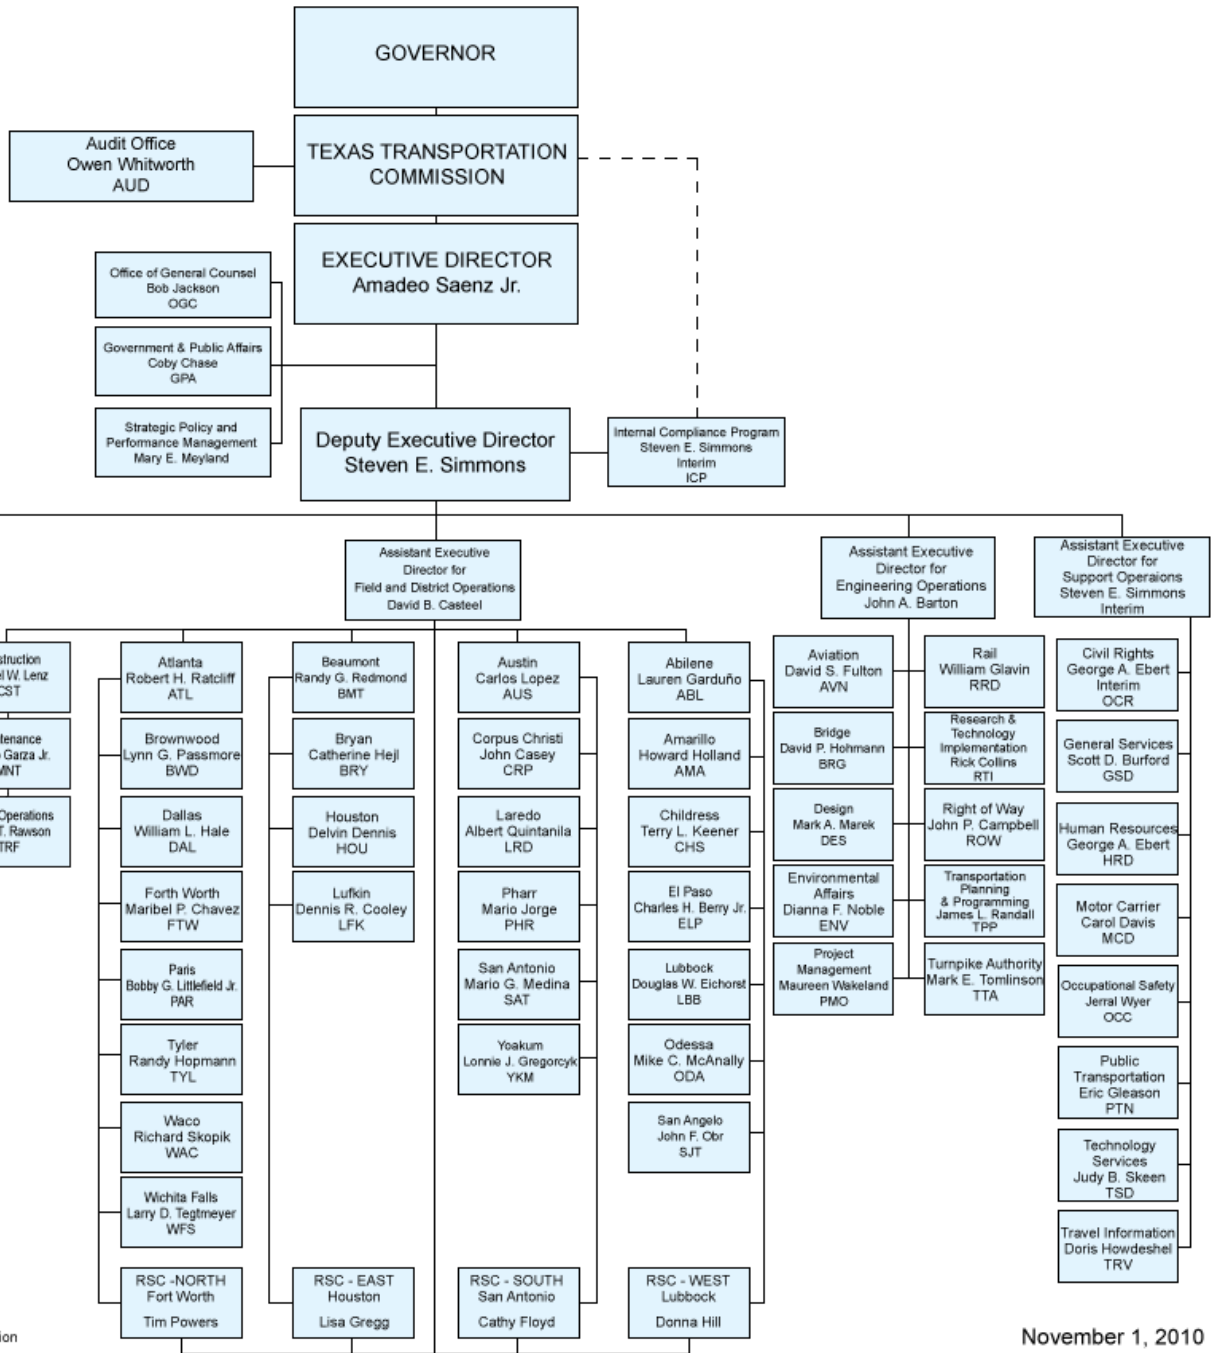 GOVERNOR
Audit Office
Owen Whitworth
AUD
TEXAS TRANSPORTATION
COMMISSION
EXECUTIVE DIRECTOR
Amadeo Saenz Jr.
Office of General Counsel
Bob Jackson
OGC
Government & Public Affairs
Coby Chase
GPA
Strategic Policy and
Performance Management
Mary E. Meyland
Deputy Executive Director
Steven E. Simmons
Internal Compliance Program
Steven E. Simmons
Interim
ICP
Assistant Executive
Director for
Field and District Operations
David B. Casteel
Assistant Executive
Director for
Engineering Operations
John A. Barton
Assistant Executive
Director for
Support Operaions
Steven E. Simmons
Interim
struction
el W. Lenz
CST
tenance
Garza Jr.
MNT
Operations
T. Rawson
TRF
Atlanta
Robert H. Ratcliff
ATL
Brownwood
Lynn G. Passmore
BWD
Dallas
William L. Hale
DAL
Forth Worth
Maribel P. Chavez
FTW
Paris
Bobby G. Littlefield Jr.
PAR
Tyler
Randy Hopmann
TYL
Waco
Richard Skopik
WAC
Wichita Falls
Larry D. Tegtmeyer
WFS
RSC -NORTH
Fort Worth
Tim Powers
Beaumont
Randy G. Redmond
BMT
Bryan
Catherine Hejl
BRY
Houston
Delvin Dennis
HOU
Lufkin
Dennis R. Cooley
LFK
RSC - EAST
Houston
Lisa Gregg
Austin
Carlos Lopez
AUS
Corpus Christi
John Casey
CRP
Laredo
Albert Quintanila
LRD
Pharr
Mario Jorge
PHR
San Antonio
Mario G. Medina
SAT
Yoakum
Lonnie J. Gregorcyk
YKM
RSC - SOUTH
San Antonio
Cathy Floyd
Abilene
Lauren Garduño
ABL
Amarillo
Howard Holland
AMA
Childress
Terry L. Keener
CHS
El Paso
Charles H. Berry Jr.
ELP
Lubbock
Douglas W. Eichorst
LBB
Odessa
Mike C. McAnally
ODA
San Angelo
John F. Obr
SJT
RSC - WEST
Lubbock
Donna Hill
Aviation
David S. Fulton
AVN
Bridge
David P. Hohmann
BRG
Design
Mark A. Marek
DES
Environmental
Affairs
Dianna F. Noble
ENV
Project
Management
Maureen Wakeland
PMO
Rail
William Glavin
RRD
Research &
Technology
Implementation
Rick Collins
RTI
Right of Way
John P. Campbell
ROW
Transportation
Planning
& Programming
James L. Randall
TPP
Turnpike Authority
Mark E. Tomlinson
TTA
Civil Rights
George A. Ebert
Interim
OCR
General Services
Scott D. Burford
GSD
Human Resources
George A. Ebert
HRD
Motor Carrier
Carol Davis
MCD
Occupational Safety
Jerral Wyer
OCC
Public
Transportation
Eric Gleason
PTN
Technology
Services
Judy B. Skeen
TSD
Travel Information
Doris Howdeshel
TRV
ion
November 1, 2010